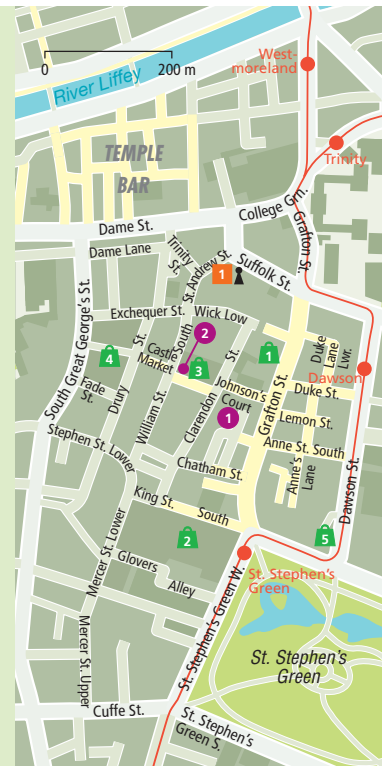 0
200 m
River Liffey
West-
moreland
Trinity
TEMPLE
BAR
College Grn.
Dame St.
Dame Lane
Trinity
St.
St. Andrew St.
1
Suffolk St.
Grafton St.
Exchequer St.
Wick Low
2
South
Castle
Market
3
4
St.
1
Duke
Lane
Lwr.
Dawson
South Great George's St.
Fade
St.
Drury
St.
William St.
Johnson's
Court
Clarendon
1
Grafton St.
Duke St.
Lemon St.
Anne St. South
Stephen St. Lower
Chatham St.
Anne's
Lane
Dawson St.
King St.
South
2
5
Mercer St. Lower
Glovers
Alley
St. Stephen's
Green
St. Stephen's Green W.
Mercer St. Upper
St. Stephen's
Green
Cuffe St.
St. Stephen's
Green S.